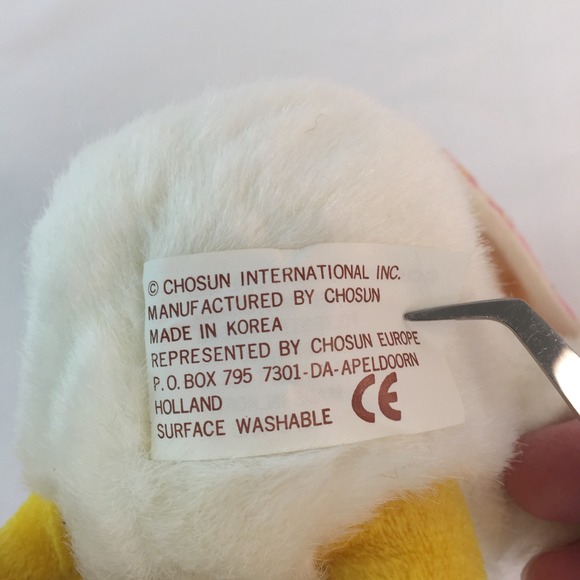 © CHOSUN INTERNATIONAL INC.
MANUFACTURED BY CHOSUN
MADE IN KOREA
REPRESENTED BY CHOSUN EUROPE
P.O.BOX 795 7301-DA-APELDOORN
HOLLAND
SURFACE WASHABLE CE